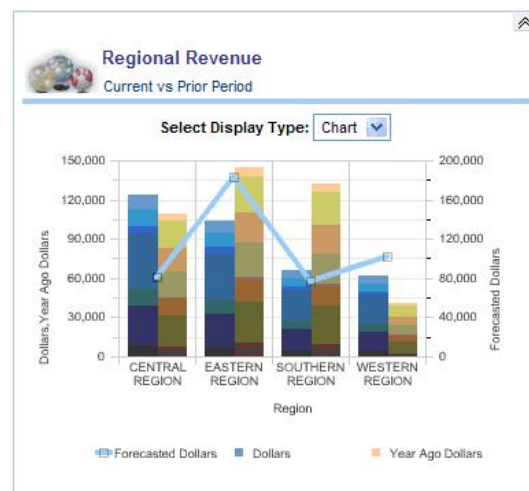 Regional Revenue
Current vs Prior Period
Select Display Type: Chart
150,000
120,000
90,000
60,000
30,000
0
Dollars,Year Ago Dollars
200,000
160,000
120,000
80,000
40,000
0
Forecasted Dollars
CENTRAL REGION
EASTERN REGION
SOUTHERN REGION
WESTERN REGION
Region
Forecasted Dollars Dollars Year Ago Dollars